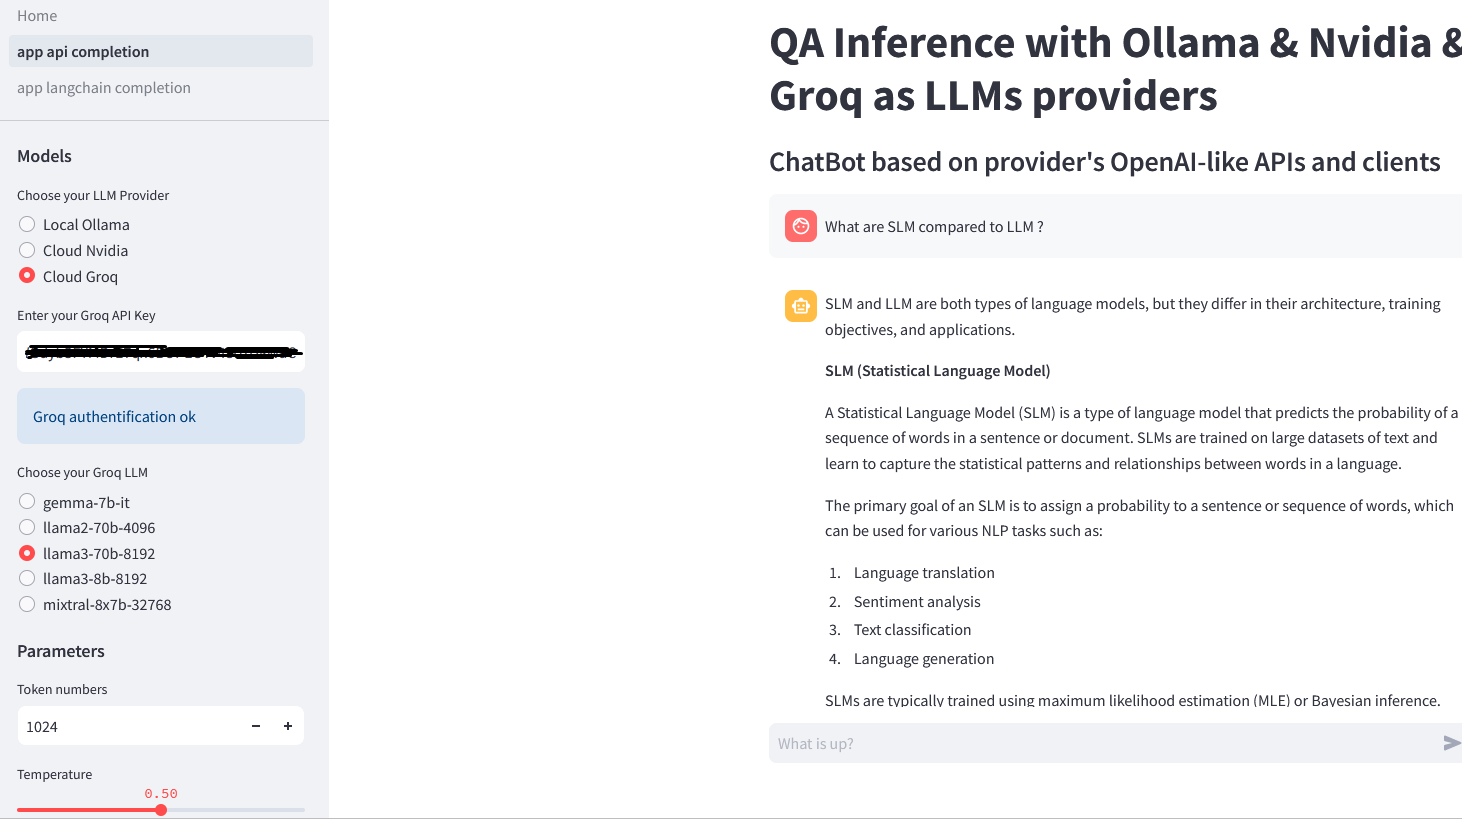 Home
app api completion
app langchain completion
Models
Choose your LLM Provider
Local Ollama
Cloud Nvidia
Cloud Groq
Enter your Groq API Key
Groq authentification ok
Choose your Groq LLM
gemma-7b-it
llama2-70b-4096
llama3-70b-8192
llama3-8b-8192
mixtral-8x7b-32768
Parameters
Token numbers
1024
Temperature
0.50
QA Inference with Ollama & Nvidia &
Groq as LLMs providers
ChatBot based on provider's OpenAI-like APIs and clients
What are SLM compared to LLM ?
SLM and LLM are both types of language models, but they differ in their architecture, training
objectives, and applications.
SLM (Statistical Language Model)
A Statistical Language Model (SLM) is a type of language model that predicts the probability of a
sequence of words in a sentence or document. SLMs are trained on large datasets of text and
learn to capture the statistical patterns and relationships between words in a language.
The primary goal of an SLM is to assign a probability to a sentence or sequence of words, which
can be used for various NLP tasks such as:
1. Language translation
2. Sentiment analysis
3. Text classification
4. Language generation
SLMs are typically trained using maximum likelihood estimation (MLE) or Bayesian inference.
What is up?